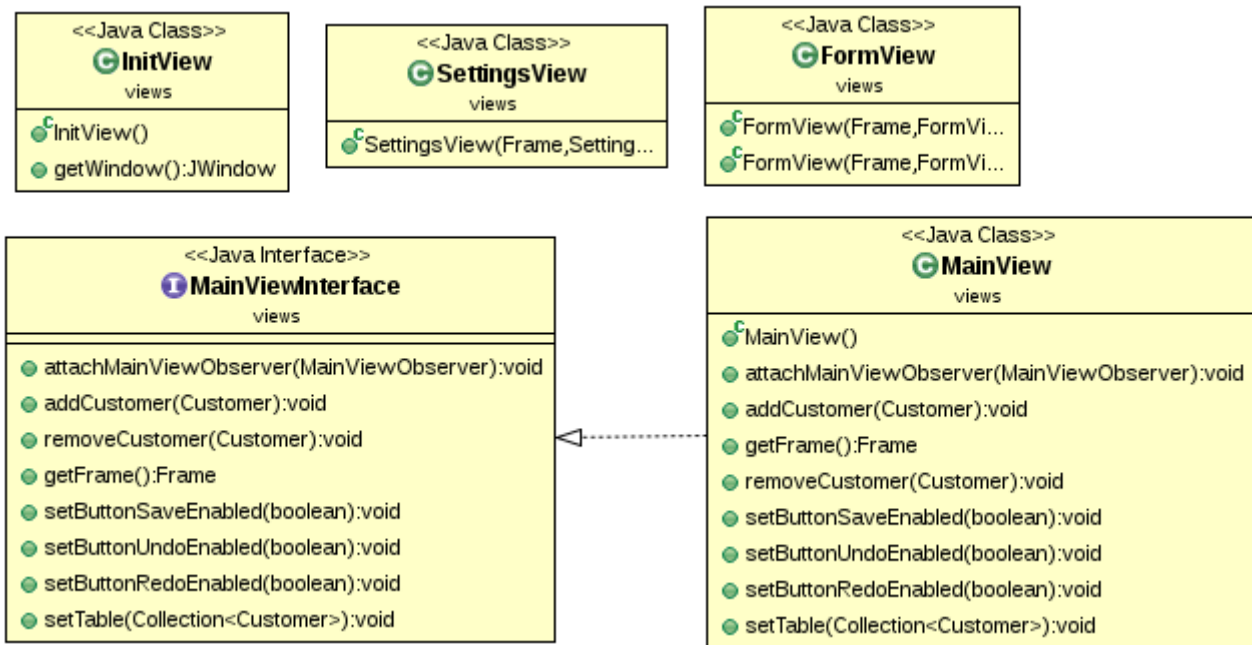 <<Java Class>>
InitView
views
InitView()
getWindow():JWindow
<<Java Class>>
SettingsView
views
SettingsView(Frame,Setting...
<<Java Class>>
FormView
views
FormView(Frame,FormVi...
FormView(Frame,FormVi...
<<Java Interface>>
MainViewInterface
views
attachMainViewObserver(MainViewObserver):void
addCustomer(Customer):void
removeCustomer(Customer):void
getFrame():Frame
setButtonSaveEnabled(boolean):void
setButtonUndoEnabled(boolean):void
setButtonRedoEnabled(boolean):void
setTable(Collection<Customer>):void
<<Java Class>>
MainView
views
MainView()
attachMainViewObserver(MainViewObserver):void
addCustomer(Customer):void
getFrame():Frame
removeCustomer(Customer):void
setButtonSaveEnabled(boolean):void
setButtonUndoEnabled(boolean):void
setButtonRedoEnabled(boolean):void
setTable(Collection<Customer>):void